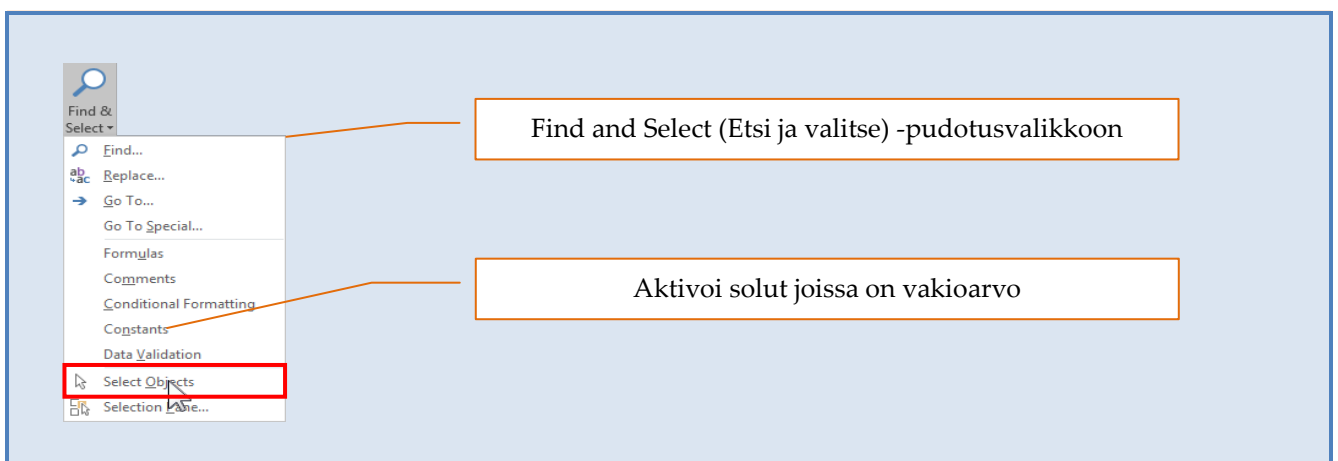 Find &
Select
Find...
Replace...
Go To...
Go To Special...
Formulas
Comments
Conditional Formatting
Constants
Data Validation
Select Objects
Selection Pane...
Find and Select (Etsi ja valitse) -pudotusvalikkoon
Aktivoi solut joissa on vakioarvo